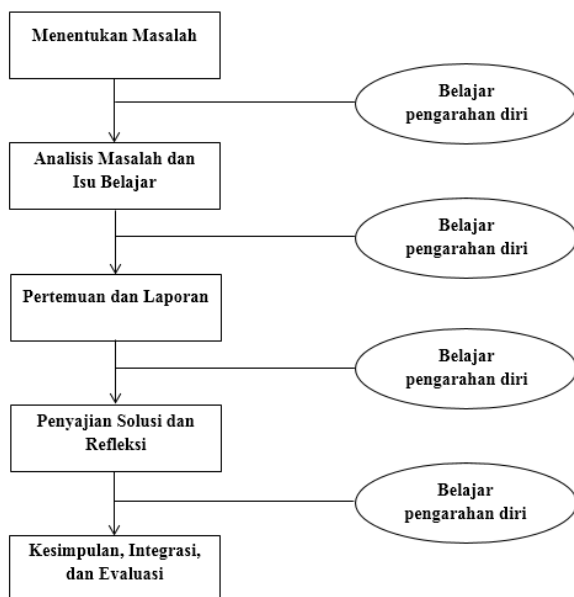 Menentukan Masalah
Belajar
pengarahan diri
Analisis Masalah dan
Isu Belajar
Belajar
pengarahan diri
Pertemuan dan Laporan
Belajar
pengarahan diri
Penyajian Solusi dan
Refleksi
Belajar
pengarahan diri
Kesimpulan, Integrasi,
dan Evaluasi